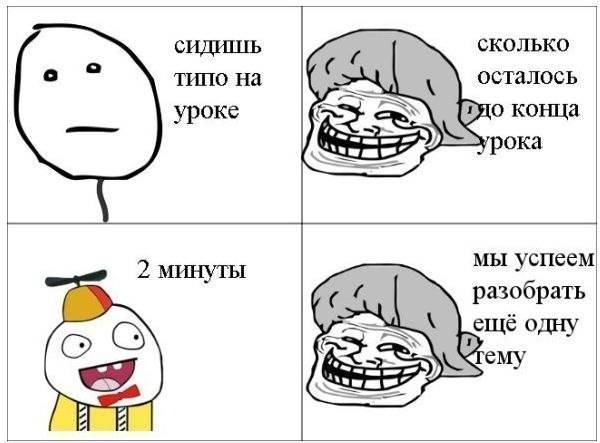 сидишь
типо на
уроке
сколько
осталось
до конца
урока
2 минуты
мы успеем
разобрать
ещё одну
тему